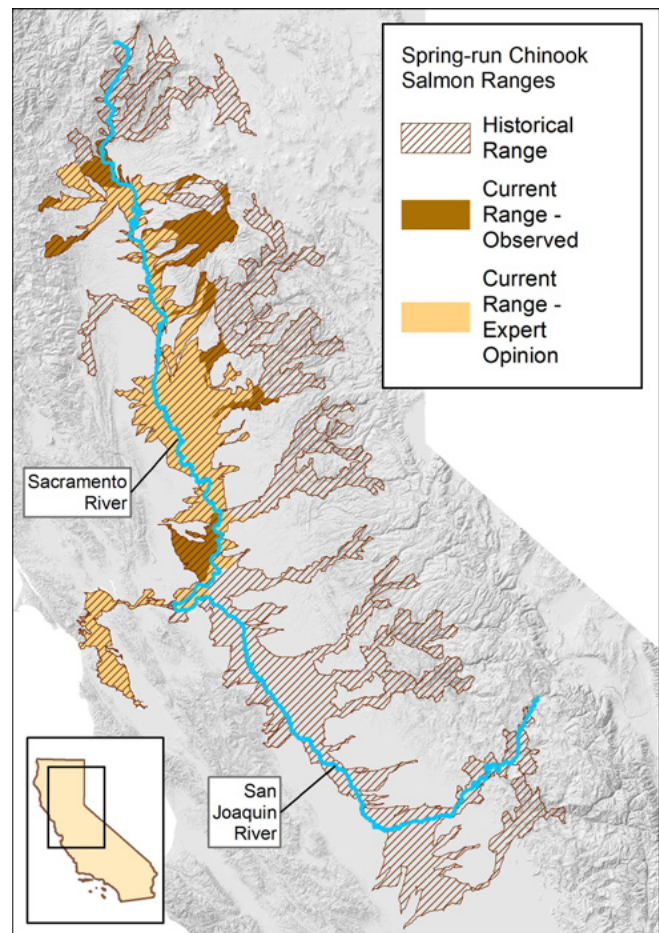 Spring-run Chinook
Salmon Ranges
Historical
Range
Current
Range -
Observed
Current
Range -
Expert
Opinion
Sacramento
River
San
Joaquin
River